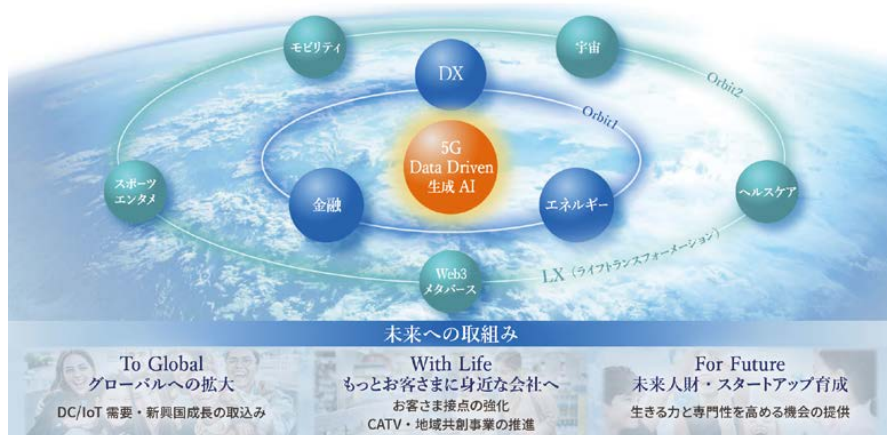 モビリティ
宇宙
DX
Orbit2
Orbit1
5G
Data Driven
生成 AI
スポーツ
エンタメ
金融
エネルギー
ヘルスケア
Web3
メタバース
LX（ライフトランスフォーメーション）
未来への取組み
To Global
グローバルへの拡大
DC/IoT 需要・新興国成長の取込み
With Life
もっとお客さまに身近な会社へ
お客さま接点の強化
CATV・地域共創事業の推進
For Future
未来人財・スタートアップ育成
生きる力と専門性を高める機会の提供